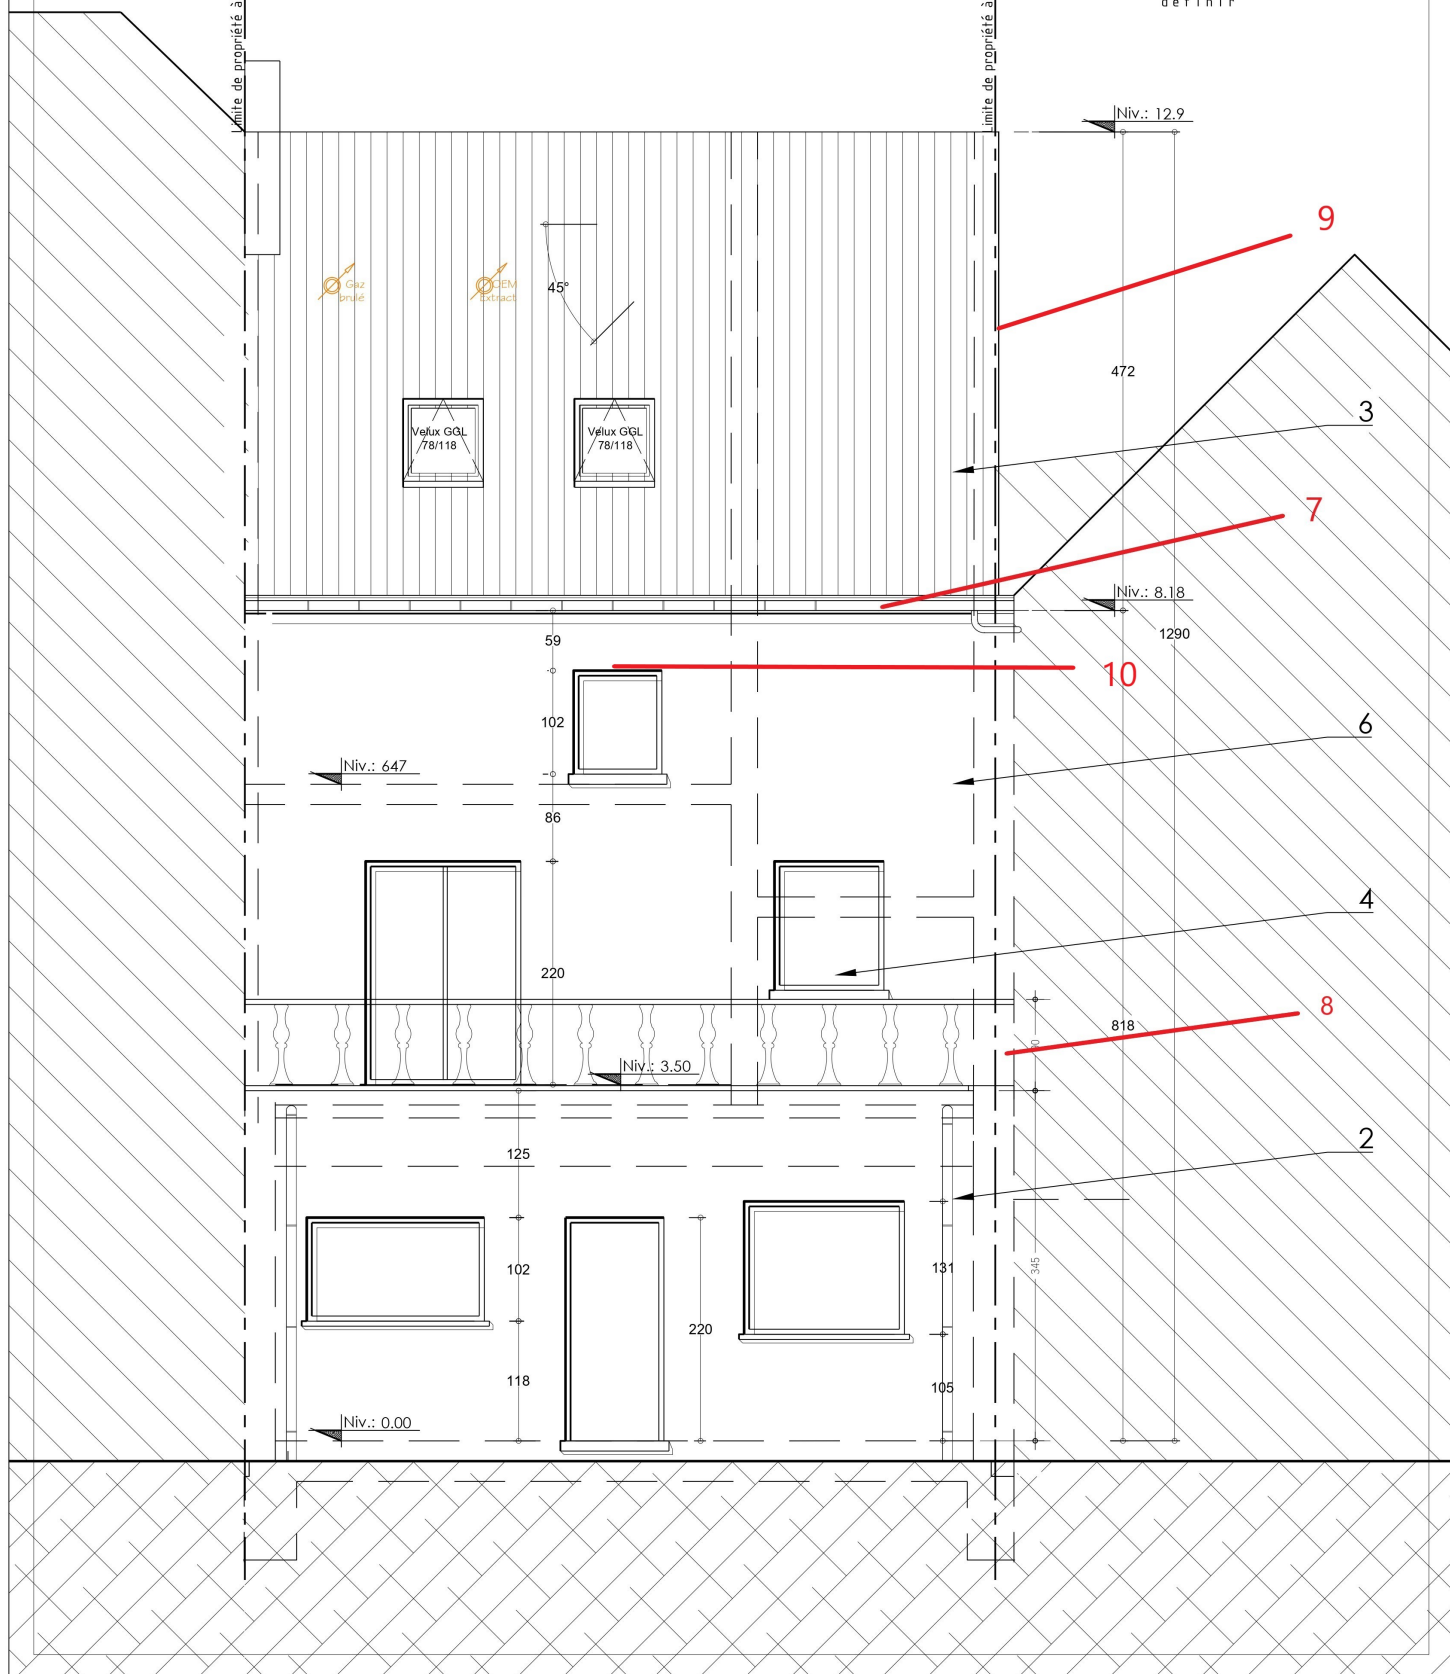 définir
Limite de propriété à
Limite de propriété à
Niv.: 12.9
9
Gaz
brulé
CEM
Extract
45°
472
3
Velux GGL
78/118
Velux GGL
78/118
7
Niv.: 8.18
1290
59
10
102
6
Niv.: 647
86
4
220
8
818
90
Niv.: 3.50
2
125
102
131
345
220
118
105
Niv.: 0.00